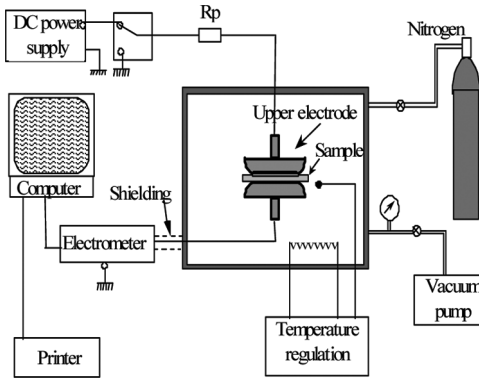 DC power
supply
Rp
Nitrogen
Upper electrode
Sample
Computer
Shielding
Electrometer
Vacuum
pump
Temperature
regulation
Printer